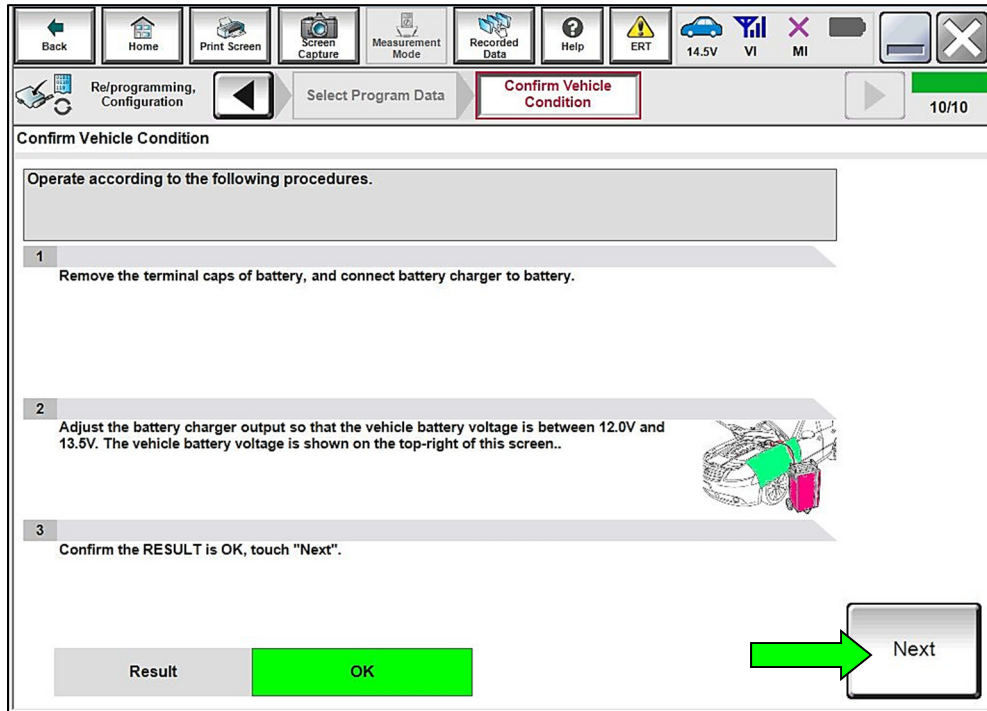 Back
Home
Print Screen
Screen
Capture
Measurement
Mode
Recorded
Data
Help
ERT
14.5V
VI
MI
Re/programming,
Configuration
Select Program Data
Confirm Vehicle
Condition
10/10
Confirm Vehicle Condition
Operate according to the following procedures.
1
Remove the terminal caps of battery, and connect battery charger to battery.
2
Adjust the battery charger output so that the vehicle battery voltage is between 12.0V and
13.5V. The vehicle battery voltage is shown on the top-right of this screen..
3
Confirm the RESULT is OK, touch "Next".
Result
OK
Next